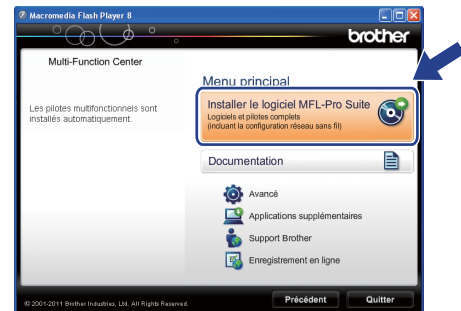 Macromedia Flash Player 8
brother
Multi-Function Center
Les pilotes multifonctionnels sont
installés automatiquement.
Menu principal
Installer le logiciel MFL-Pro Suite
Logiciels et pilotes complets
(incluant la configuration réseau sans fil)
Documentation
Avancé
Applications supplémentaires
Support Brother
Enregistrement en ligne
© 2001-2011 Brother Industries, Ltd. All Rights Reserved.
Précédent
Quitter